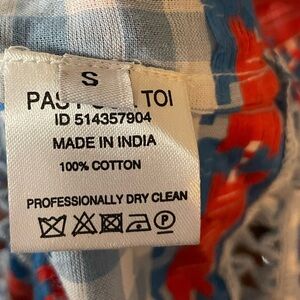 S
PAS TOI
ID 514357904
MADE IN INDIA
100% COTTON
PROFESSIONALLY DRY CLEAN
P